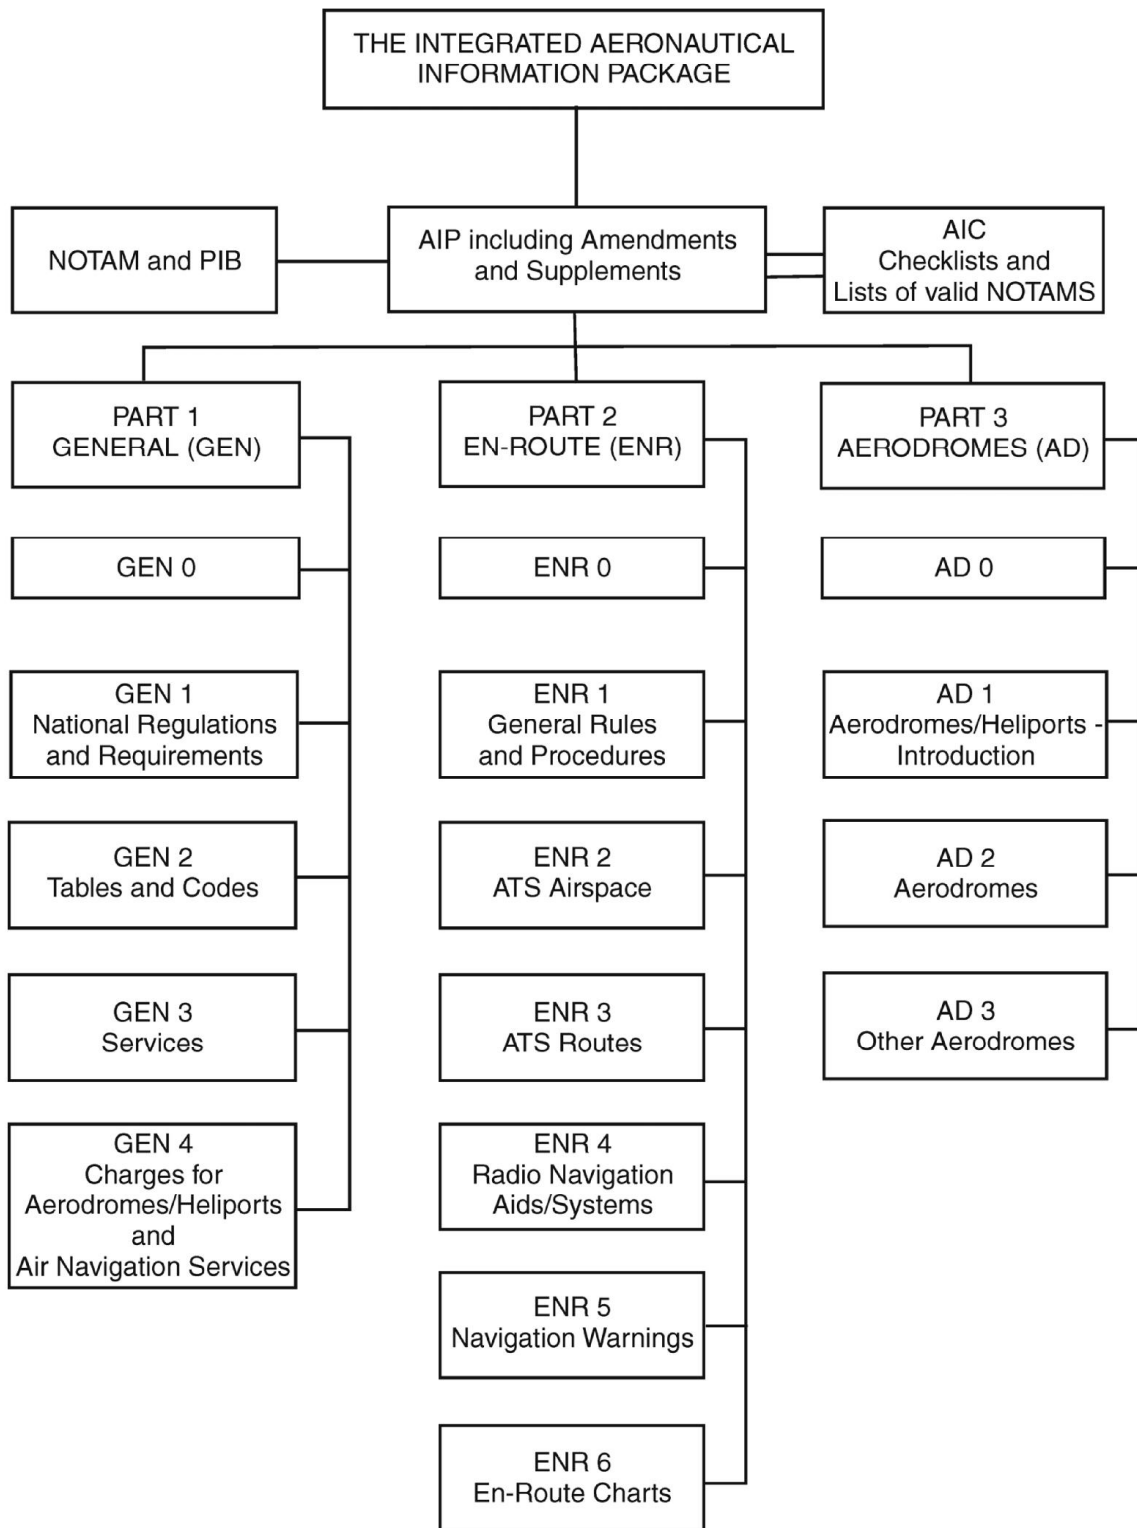 THE INTEGRATED AERONAUTICAL
INFORMATION PACKAGE
NOTAM and PIB
AIP including Amendments
and Supplements
AIC
Checklists and
Lists of valid NOTAMS
PART 1
GENERAL (GEN)
PART 2
EN-ROUTE (ENR)
PART 3
AERODROMES (AD)
GEN 0
ENR 0
AD 0
GEN 1
National Regulations
and Requirements
ENR 1
General Rules
and Procedures
AD 1
Aerodromes/Heliports -
Introduction
GEN 2
Tables and Codes
ENR 2
ATS Airspace
AD 2
Aerodromes
GEN 3
Services
ENR 3
ATS Routes
AD 3
Other Aerodromes
GEN 4
Charges for
Aerodromes/Heliports
and
Air Navigation Services
ENR 4
Radio Navigation
Aids/Systems
ENR 5
Navigation Warnings
ENR 6
En-Route Charts